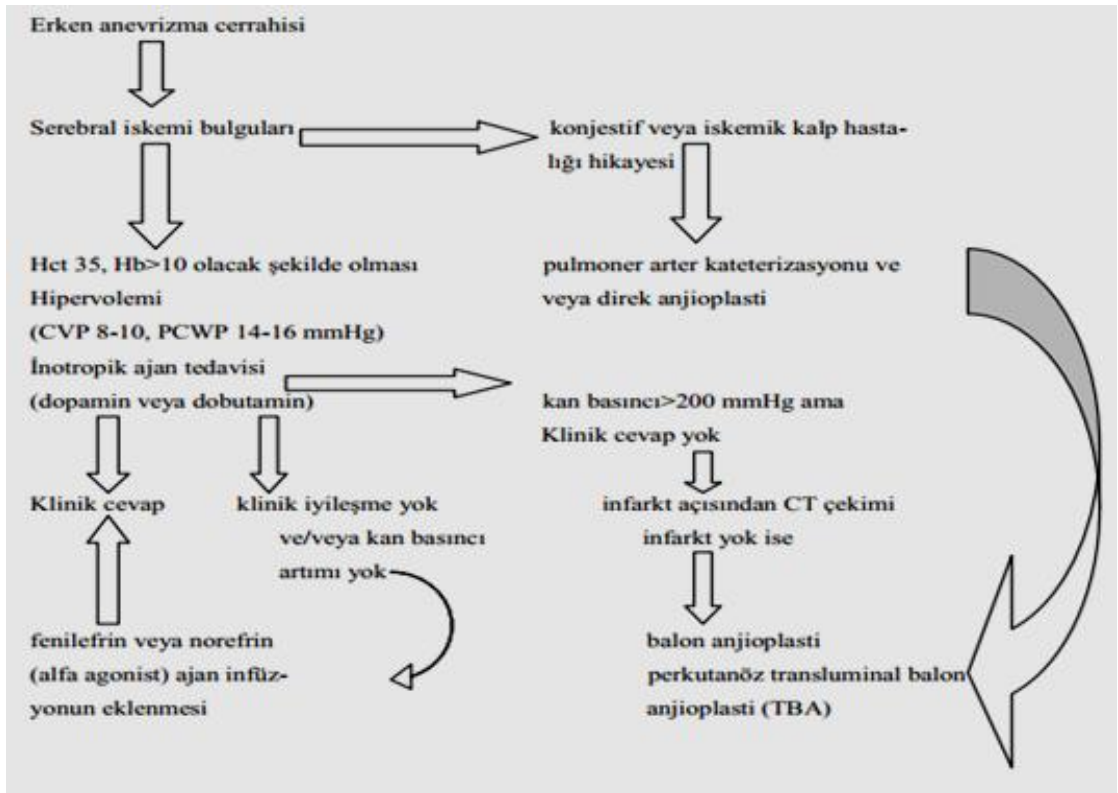 Erken anevrizma cerrahisi
Serebral iskemi bulguları
konjestif veya iskemik kalp hasta-
lığı hikayesi
Hct 35, Hb>10 olacak şekilde olması
Hipervolemi
(CVP 8-10, PCWP 14-16 mmHg)
İnotropik ajan tedavisi
(dopamin veya dobutamin)
pulmoner arter kateterizasyonu ve
veya direk anjioplasti
kan basıncı>200 mmHg ama
Klinik cevap yok
Klinik cevap
klinik iyileşme yok
ve/veya kan basıncı
artımı yok
infarkt açısından CT çekimi
infarkt yok ise
fenilefrin veya norefrin
(alfa agonist) ajan infüz-
yonun eklenmesi
balon anjioplasti
perkutanöz transluminal balon
anjioplasti (TBA)